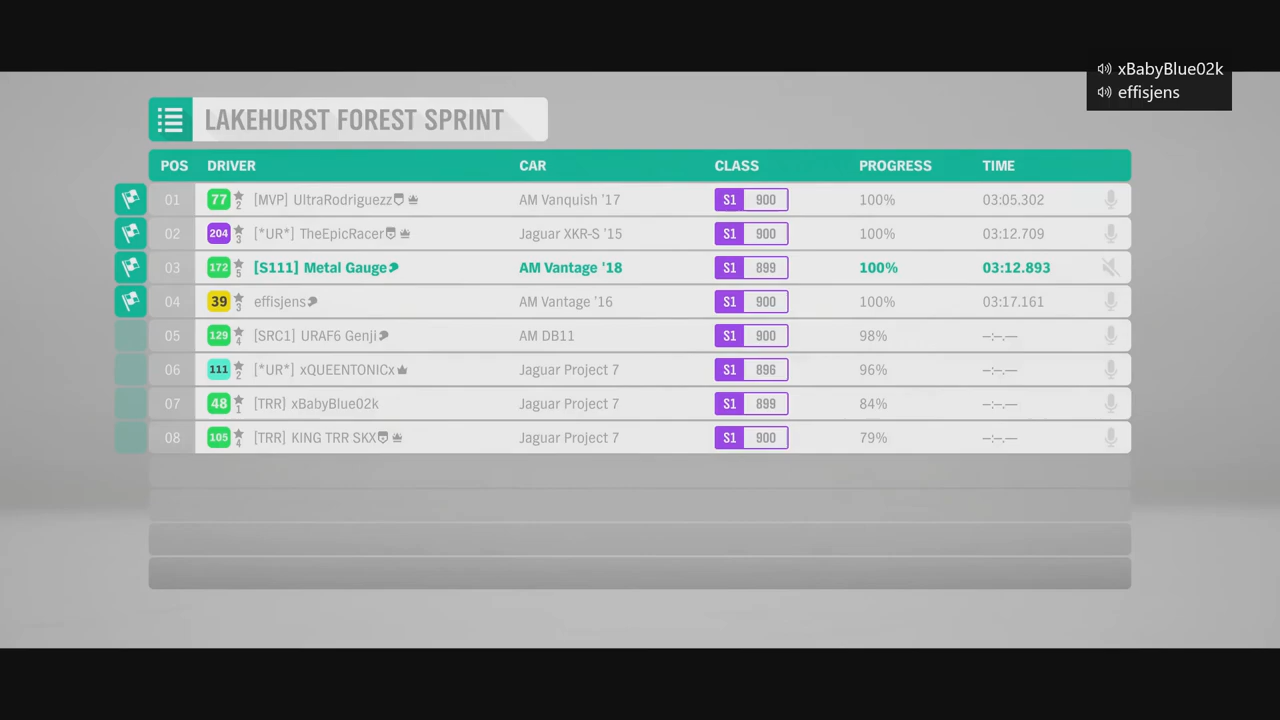 xBabyBlue02k
effisjens
LAKEHURST FOREST SPRINT
POS DRIVER CAR CLASS PROGRESS TIME
01 77 2 [MVP] UltraRodriguezz AM Vanquish '17 S1 900 100% 03:05.302
02 204 3 [*UR*] TheEpicRacer Jaguar XKR-S '15 S1 900 100% 03:12.709
03 172 5 [S111] Metal Gauge AM Vantage '18 S1 899 100% 03:12.893
04 39 3 effisjens AM Vantage '16 S1 900 100% 03:17.161
05 129 4 [SRC1] URAF6 Genji AM DB11 S1 900 98% --:--.---
06 111 2 [*UR*] xQUEENTONICx Jaguar Project 7 S1 896 96% --:--.---
07 48 1 [TRR] xBabyBlue02k Jaguar Project 7 S1 899 84% --:--.---
08 105 4 [TRR] KING TRR SKX Jaguar Project 7 S1 900 79% --:--.---